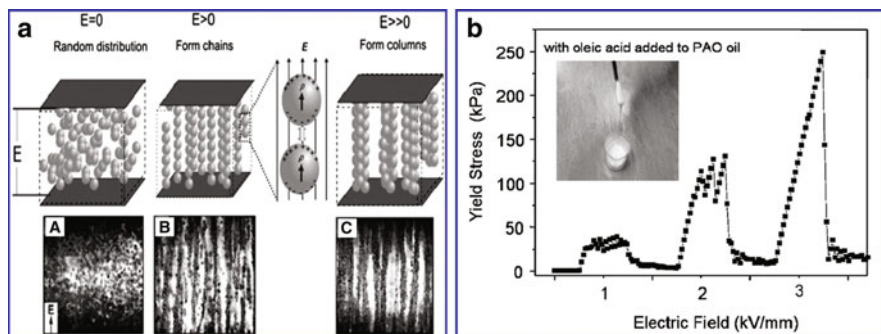 a
E=0
E>0
E>>0
Random distribution
Form chains
E
Form columns
E
P
P
A
B
C
E
b
with oleic acid added to PAO oil
Yield Stress (kPa)
250
200
150
100
50
0
1
2
3
Electric Field (kV/mm)